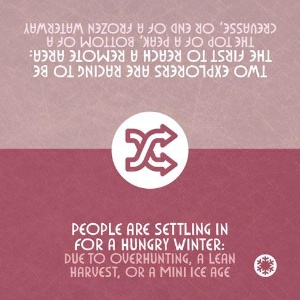 TWO EXPLORERS ARE RACING TO BE
THE FIRST TO REACH A REMOTE AREA:
THE TOP OF A PEAK, BOTTOM OF A
CREVASSE, OR END OF A FROZEN WATERWAY
PEOPLE ARE SETTLING IN
FOR A HUNGRY WINTER:
DUE TO OVERHUNTING, A LEAN
HARVEST, OR A MINI ICE AGE